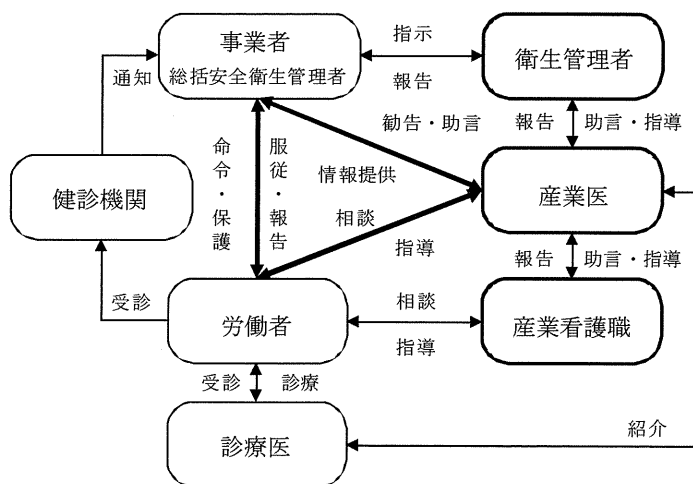 事業者
総括安全衛生管理者
指示
報告
衛生管理者
通知
勧告・助言
報告
助言・指導
命令・保護
服従・報告
情報提供
健診機関
産業医
相談
指導
報告
助言・指導
受診
労働者
相談
指導
産業看護職
受診
診療
診療医
紹介